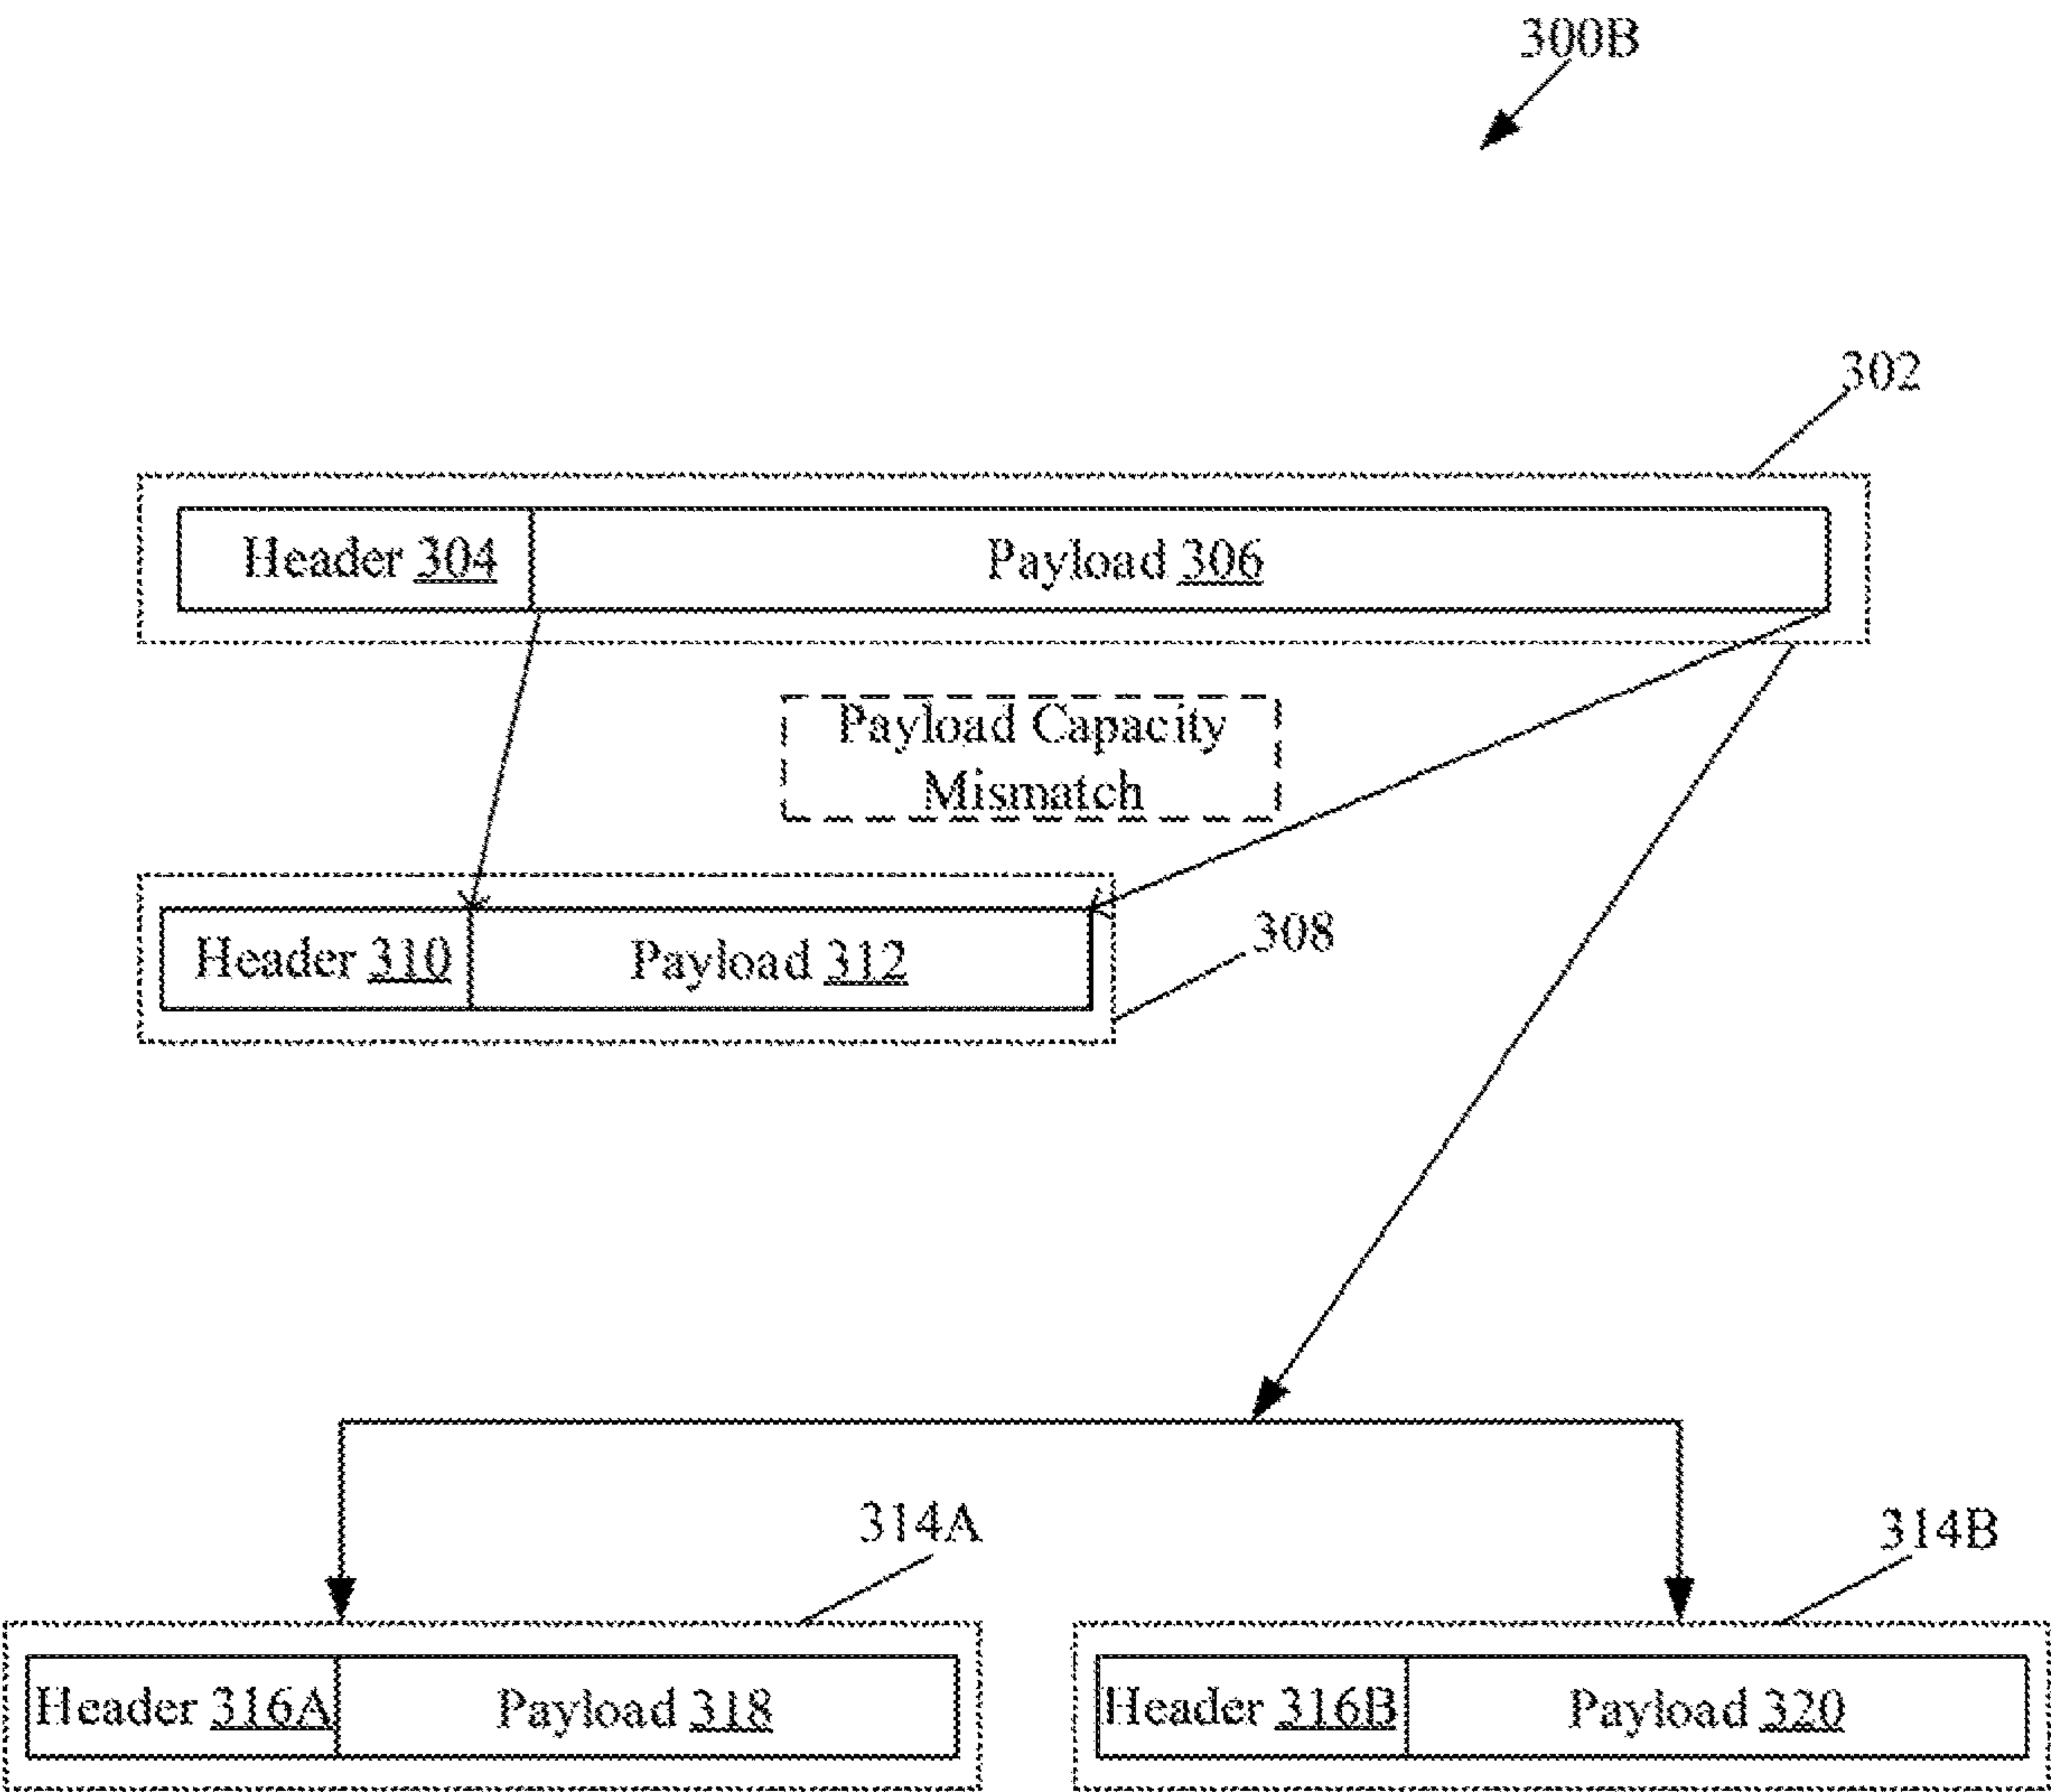 300B
302
Header 304
Payload 306
Payload Capacity
Mismatch
Header 310
Payload 312
308
314A
314B
Header 316A
Payload 318
Header 316B
Payload 320